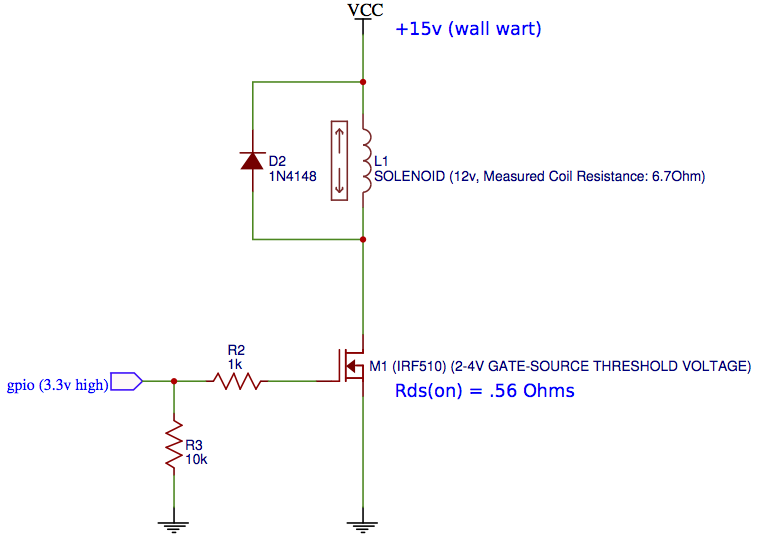 VCC
+15v (wall wart)
D2
1N4148
L1
SOLENOID (12v, Measured Coil Resistance: 6.7Ohm)
R2
1k
gpio (3.3v high)
M1 (IRF510) (2-4V GATE-SOURCE THRESHOLD VOLTAGE)
Rds(on) = .56 Ohms
R3
10k